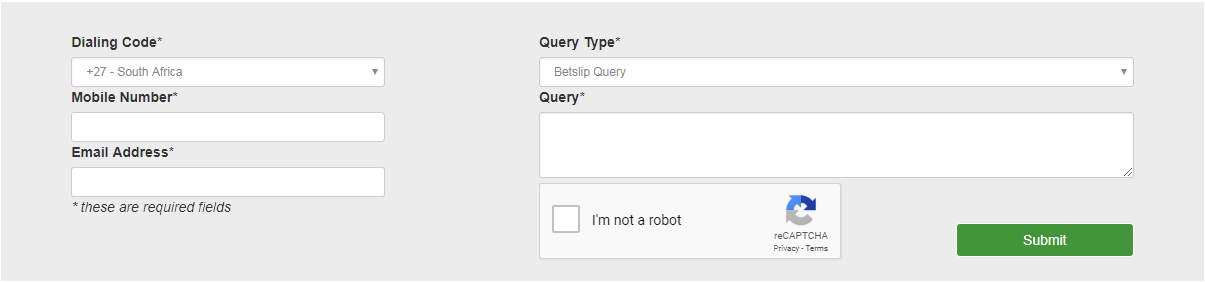 Dialing Code*
+27 - South Africa
Mobile Number*
Email Address*
* these are required fields
Query Type*
Betslip Query
Query*
I'm not a robot
reCAPTCHA
Privacy - Terms
Submit